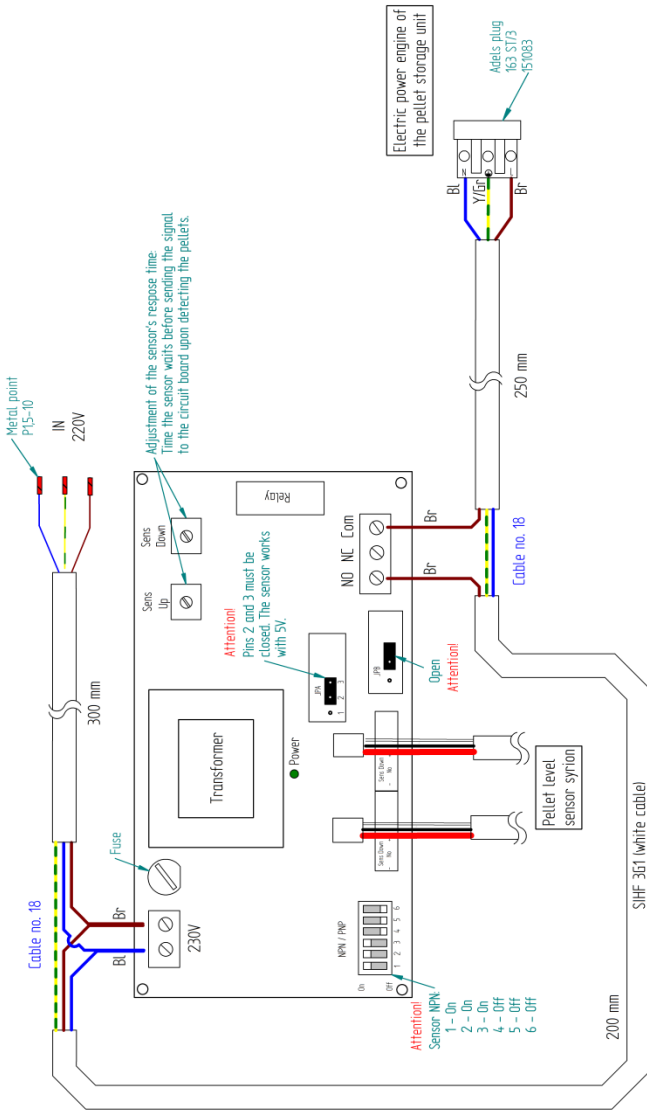 Metal point
P1,5-10
IN
220V
300 mm
Cable no. 18
Adjustment of the sensor's respose time:
Time the sensor waits before sending the signal
to the circuit board upon detecting the pellets.
Electric power engine of
the pellet storage unit
Adels plug
163 ST/3
151083
Bl
Y/Gr
Br
N
L
250 mm
Cable no. 18
Br
Br
NO NC Com
Relay
Sens
Down
Sens
Up
Attention!
Pins 2 and 3 must be
closed. The sensor works
with 5V.
JPA
1 2 3
JPB
Open
Attention!
Transformer
Power
Fuse
Br
Bl
230V
Sens Down
- No
Sens Down
- No
Pellet level
sensor syrion
NPN / PNP
On
Off
1 2 3 4 5 6
Attention!
Sensor NPN:
1 - On
2 - On
3 - On
4 - Off
5 - Off
6 - Off
200 mm
SIHF 3G1 (white cable)